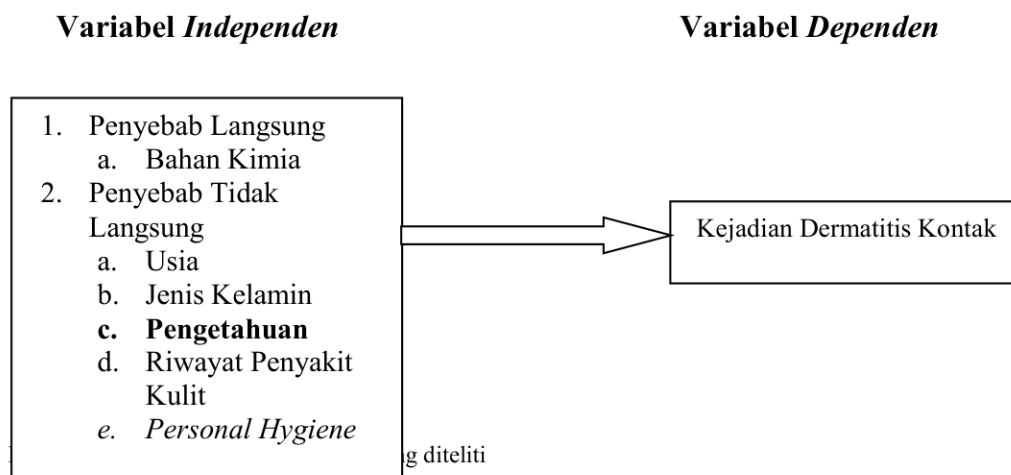 Variabel Independen
Variabel Dependen
1. Penyebab Langsung
a. Bahan Kimia
2. Penyebab Tidak
Langsung
a. Usia
b. Jenis Kelamin
c. Pengetahuan
d. Riwayat Penyakit
Kulit
e. Personal Hygiene
Kejadian Dermatitis Kontak
diteliti